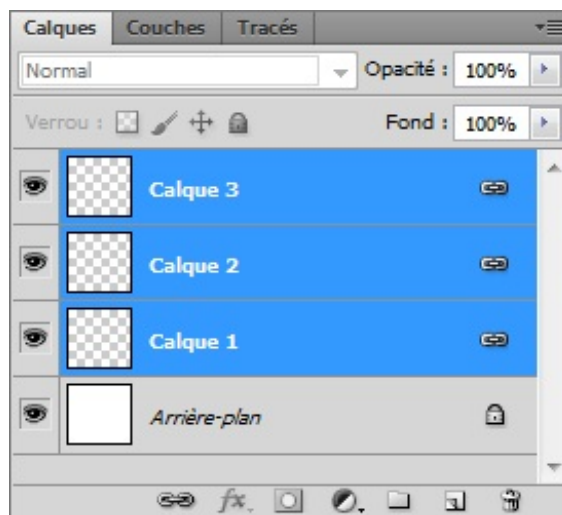 Calques Couches Tracés
Normal Opacité : 100%
Verrou : Fond : 100%
Calque 3
Calque 2
Calque 1
Arrière-plan
fx.